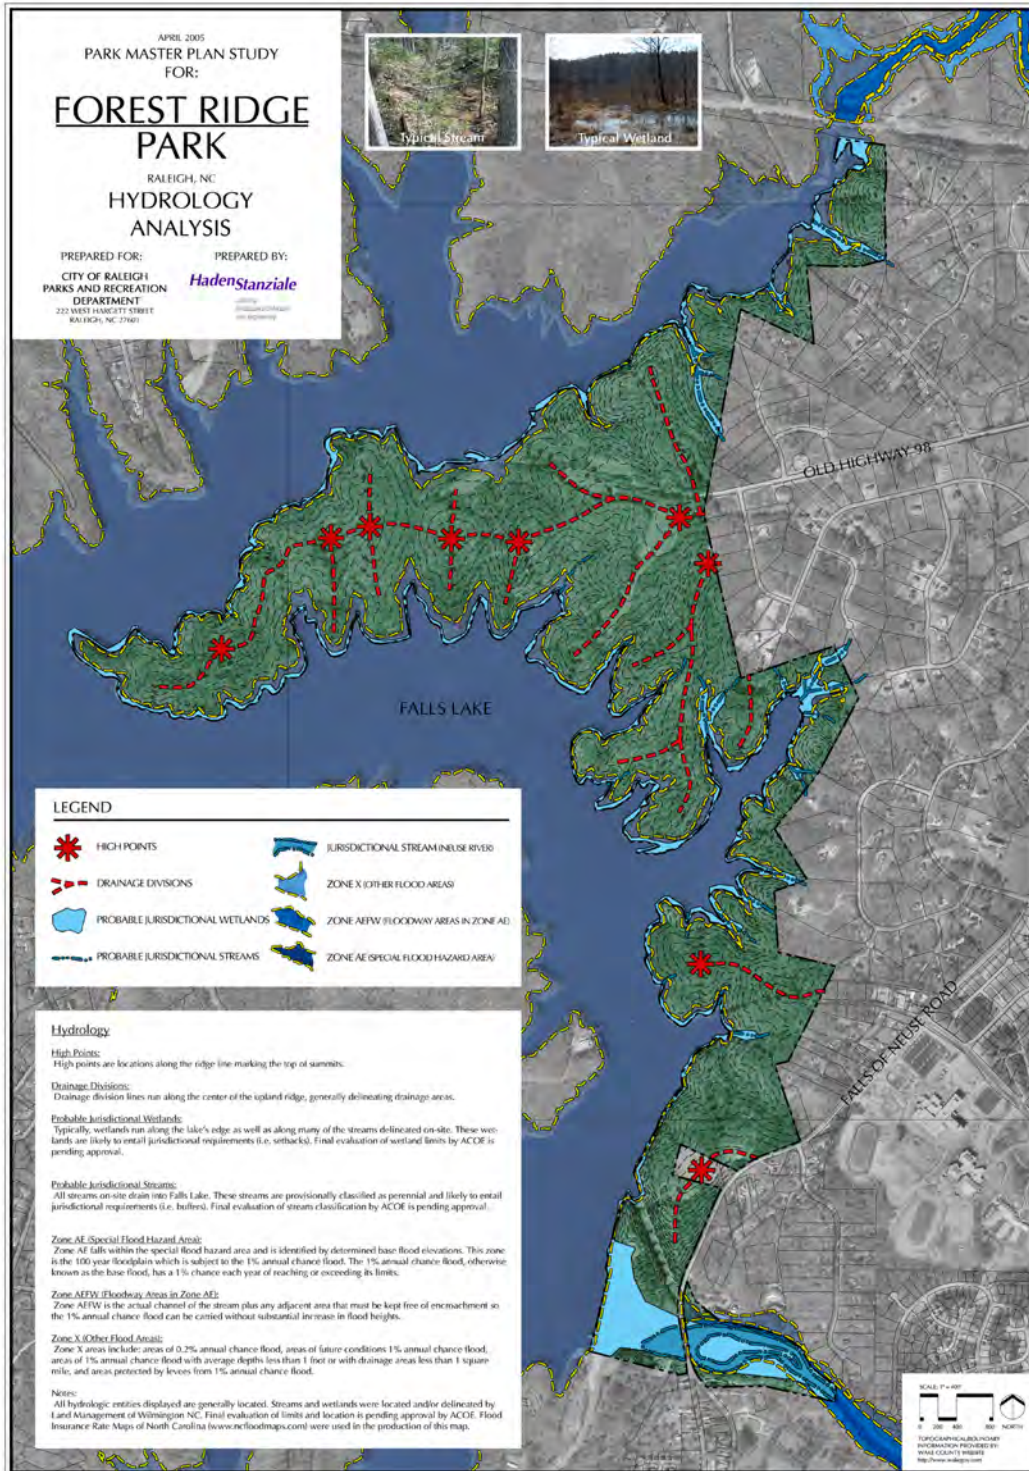 APRIL 2005
PARK MASTER PLAN STUDY
FOR:
FOREST RIDGE
PARK
RALEIGH, NC
HYDROLOGY
ANALYSIS
PREPARED FOR:
CITY OF RALEIGH
PARKS AND RECREATION
DEPARTMENT
222 WEST HARGETT STREET
RALEIGH, NC 27601
PREPARED BY:
HadenStanziale
Typical Stream
Typical Wetland
OLD HIGHWAY 98
FALLS LAKE
FALLS OF NEUSE ROAD
LEGEND
HIGH POINTS
DRAINAGE DIVISIONS
PROBABLE JURISDICTIONAL WETLANDS
PROBABLE JURISDICTIONAL STREAMS
JURISDICTIONAL STREAM (NEUSE RIVER)
ZONE X (OTHER FLOOD AREAS)
ZONE AEFW (FLOODWAY AREAS IN ZONE AE)
ZONE AE (SPECIAL FLOOD HAZARD AREA)
Hydrology
High Points:
High points are locations along the ridge line marking the top of summits.
Drainage Divisions:
Drainage division lines run along the center of the upland ridge, generally delineating drainage areas.
Probable Jurisdictional Wetlands:
Typically, wetlands run along the lake's edge as well as along many of the streams delineated on-site. These wet-
lands are likely to entail jurisdictional requirements (i.e. setbacks). Final evaluation of wetland limits by ACOE is
pending approval.
Probable Jurisdictional Streams:
All streams on-site drain into Falls Lake. These streams are provisionally classified as perennial and likely to entail
jurisdictional requirements (i.e. buffers). Final evaluation of stream classification by ACOE is pending approval.
Zone AE (Special Flood Hazard Area):
Zone AE falls within the special flood hazard area and is identified by determined base flood elevations. This zone
is the 100 year floodplain which is subject to the 1% annual chance flood. The 1% annual chance flood, otherwise
known as the base flood, has a 1% chance each year of reaching or exceeding its limits.
Zone AEFW (Floodway Areas in Zone AE):
Zone AEFW is the actual channel of the stream plus any adjacent area that must be kept free of encroachment so
the 1% annual chance flood can be carried without substantial increase in flood heights.
Zone X (Other Flood Areas):
Zone X areas include: areas of 0.2% annual chance flood, areas of future conditions 1% annual chance flood,
areas of 1% annual chance flood with average depths less than 1 foot or with drainage areas less than 1 square
mile, and areas protected by levees from 1% annual chance flood.
Notes:
All hydrologic entities displayed are generally located. Streams and wetlands were located and/or delineated by
Land Management of Wilmington NC. Final evaluation of limits and location is pending approval by ACOE. Flood
Insurance Rate Maps of North Carolina (www.ncfloodmaps.com) were used in the production of this map.
SCALE: 1" = 400'
0 200 400 800
NORTH
TOPOGRAPHICAL/BOUNDARY
INFORMATION PROVIDED BY:
WAKE COUNTY WEBSITE
http://www.wakegov.com